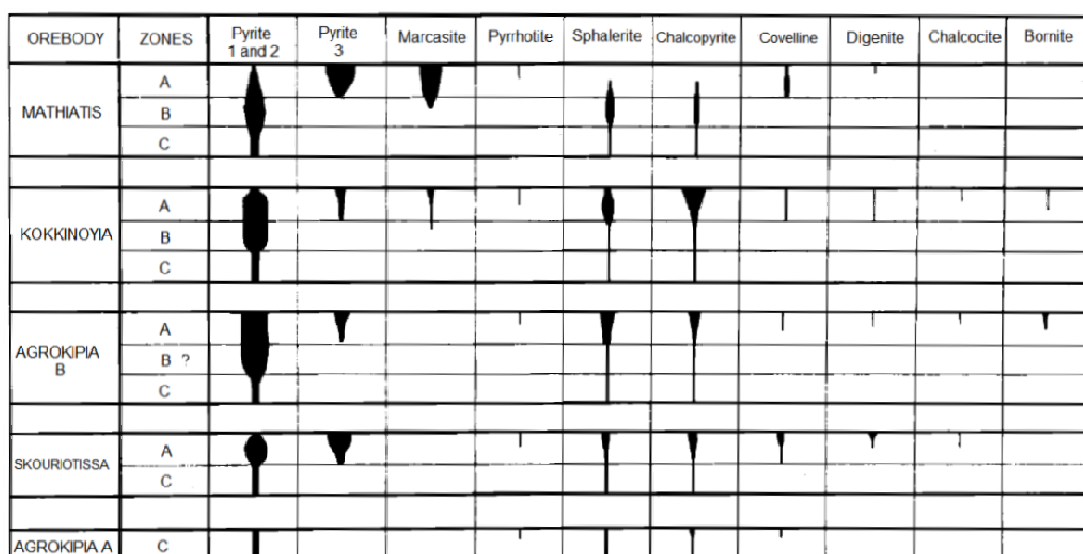 OREBODY ZONES Pyrite 1 and 2 Pyrite 3 Marcasite Pyrrhotite Sphalerite Chalcopyrite Covelline Digenite Chalcocite Bornite
A
MATHIATIS B
C
A
KOKKINOYIA B
C
A
AGROKIPIA B B ?
C
SKOURIOTISSA A
C
AGROKIPIA A C